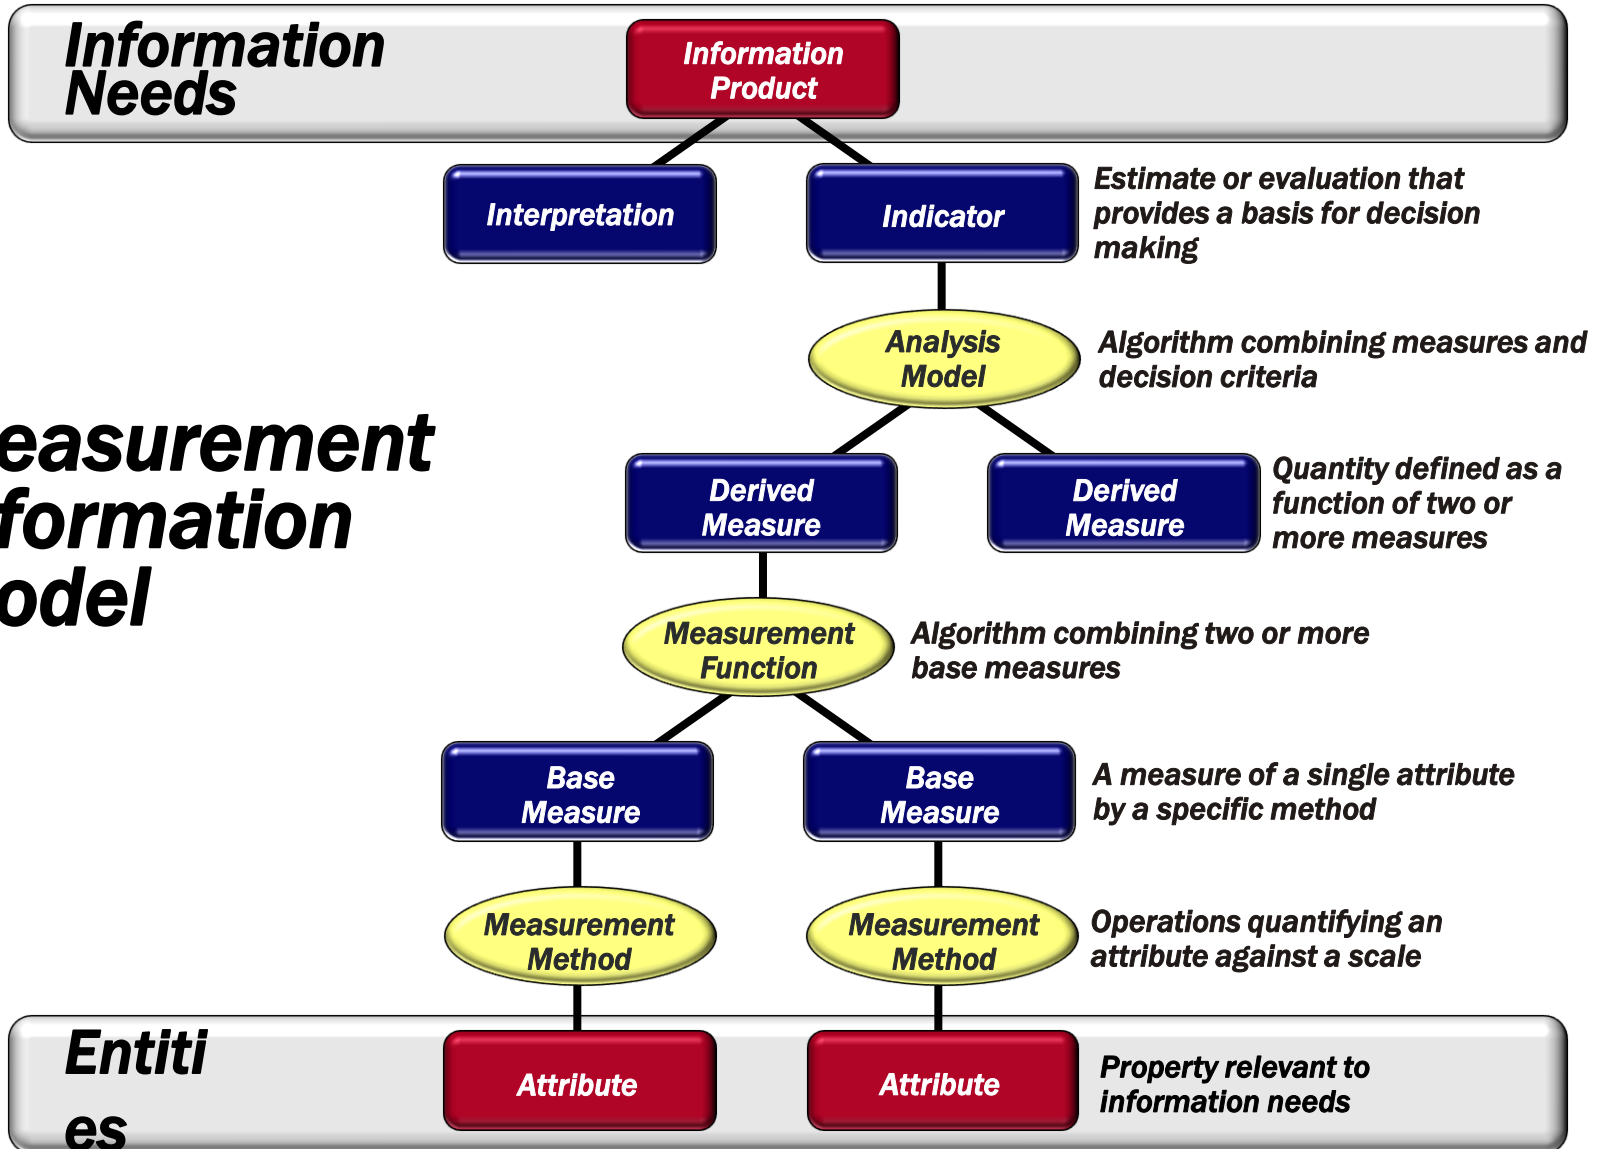 Information
Needs
Information
Product
Interpretation
Indicator
Estimate or evaluation that
provides a basis for decision
making
Analysis
Model
Algorithm combining measures and
decision criteria
easurement
formation
odel
Derived
Measure
Derived
Measure
Quantity defined as a
function of two or
more measures
Measurement
Function
Algorithm combining two or more
base measures
Base
Measure
Base
Measure
A measure of a single attribute
by a specific method
Measurement
Method
Measurement
Method
Operations quantifying an
attribute against a scale
Entiti
es
Attribute
Attribute
Property relevant to
information needs